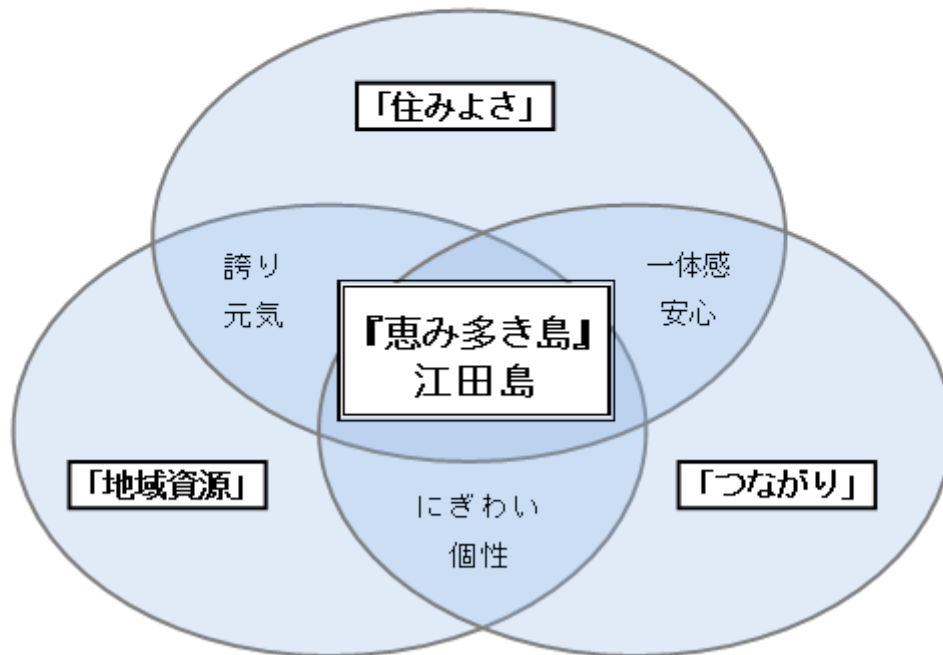 「住みよさ」
誇り
元気
一体感
安心
『恵み多き島』
江田島
「地域資源」
「つながり」
にぎわい
個性